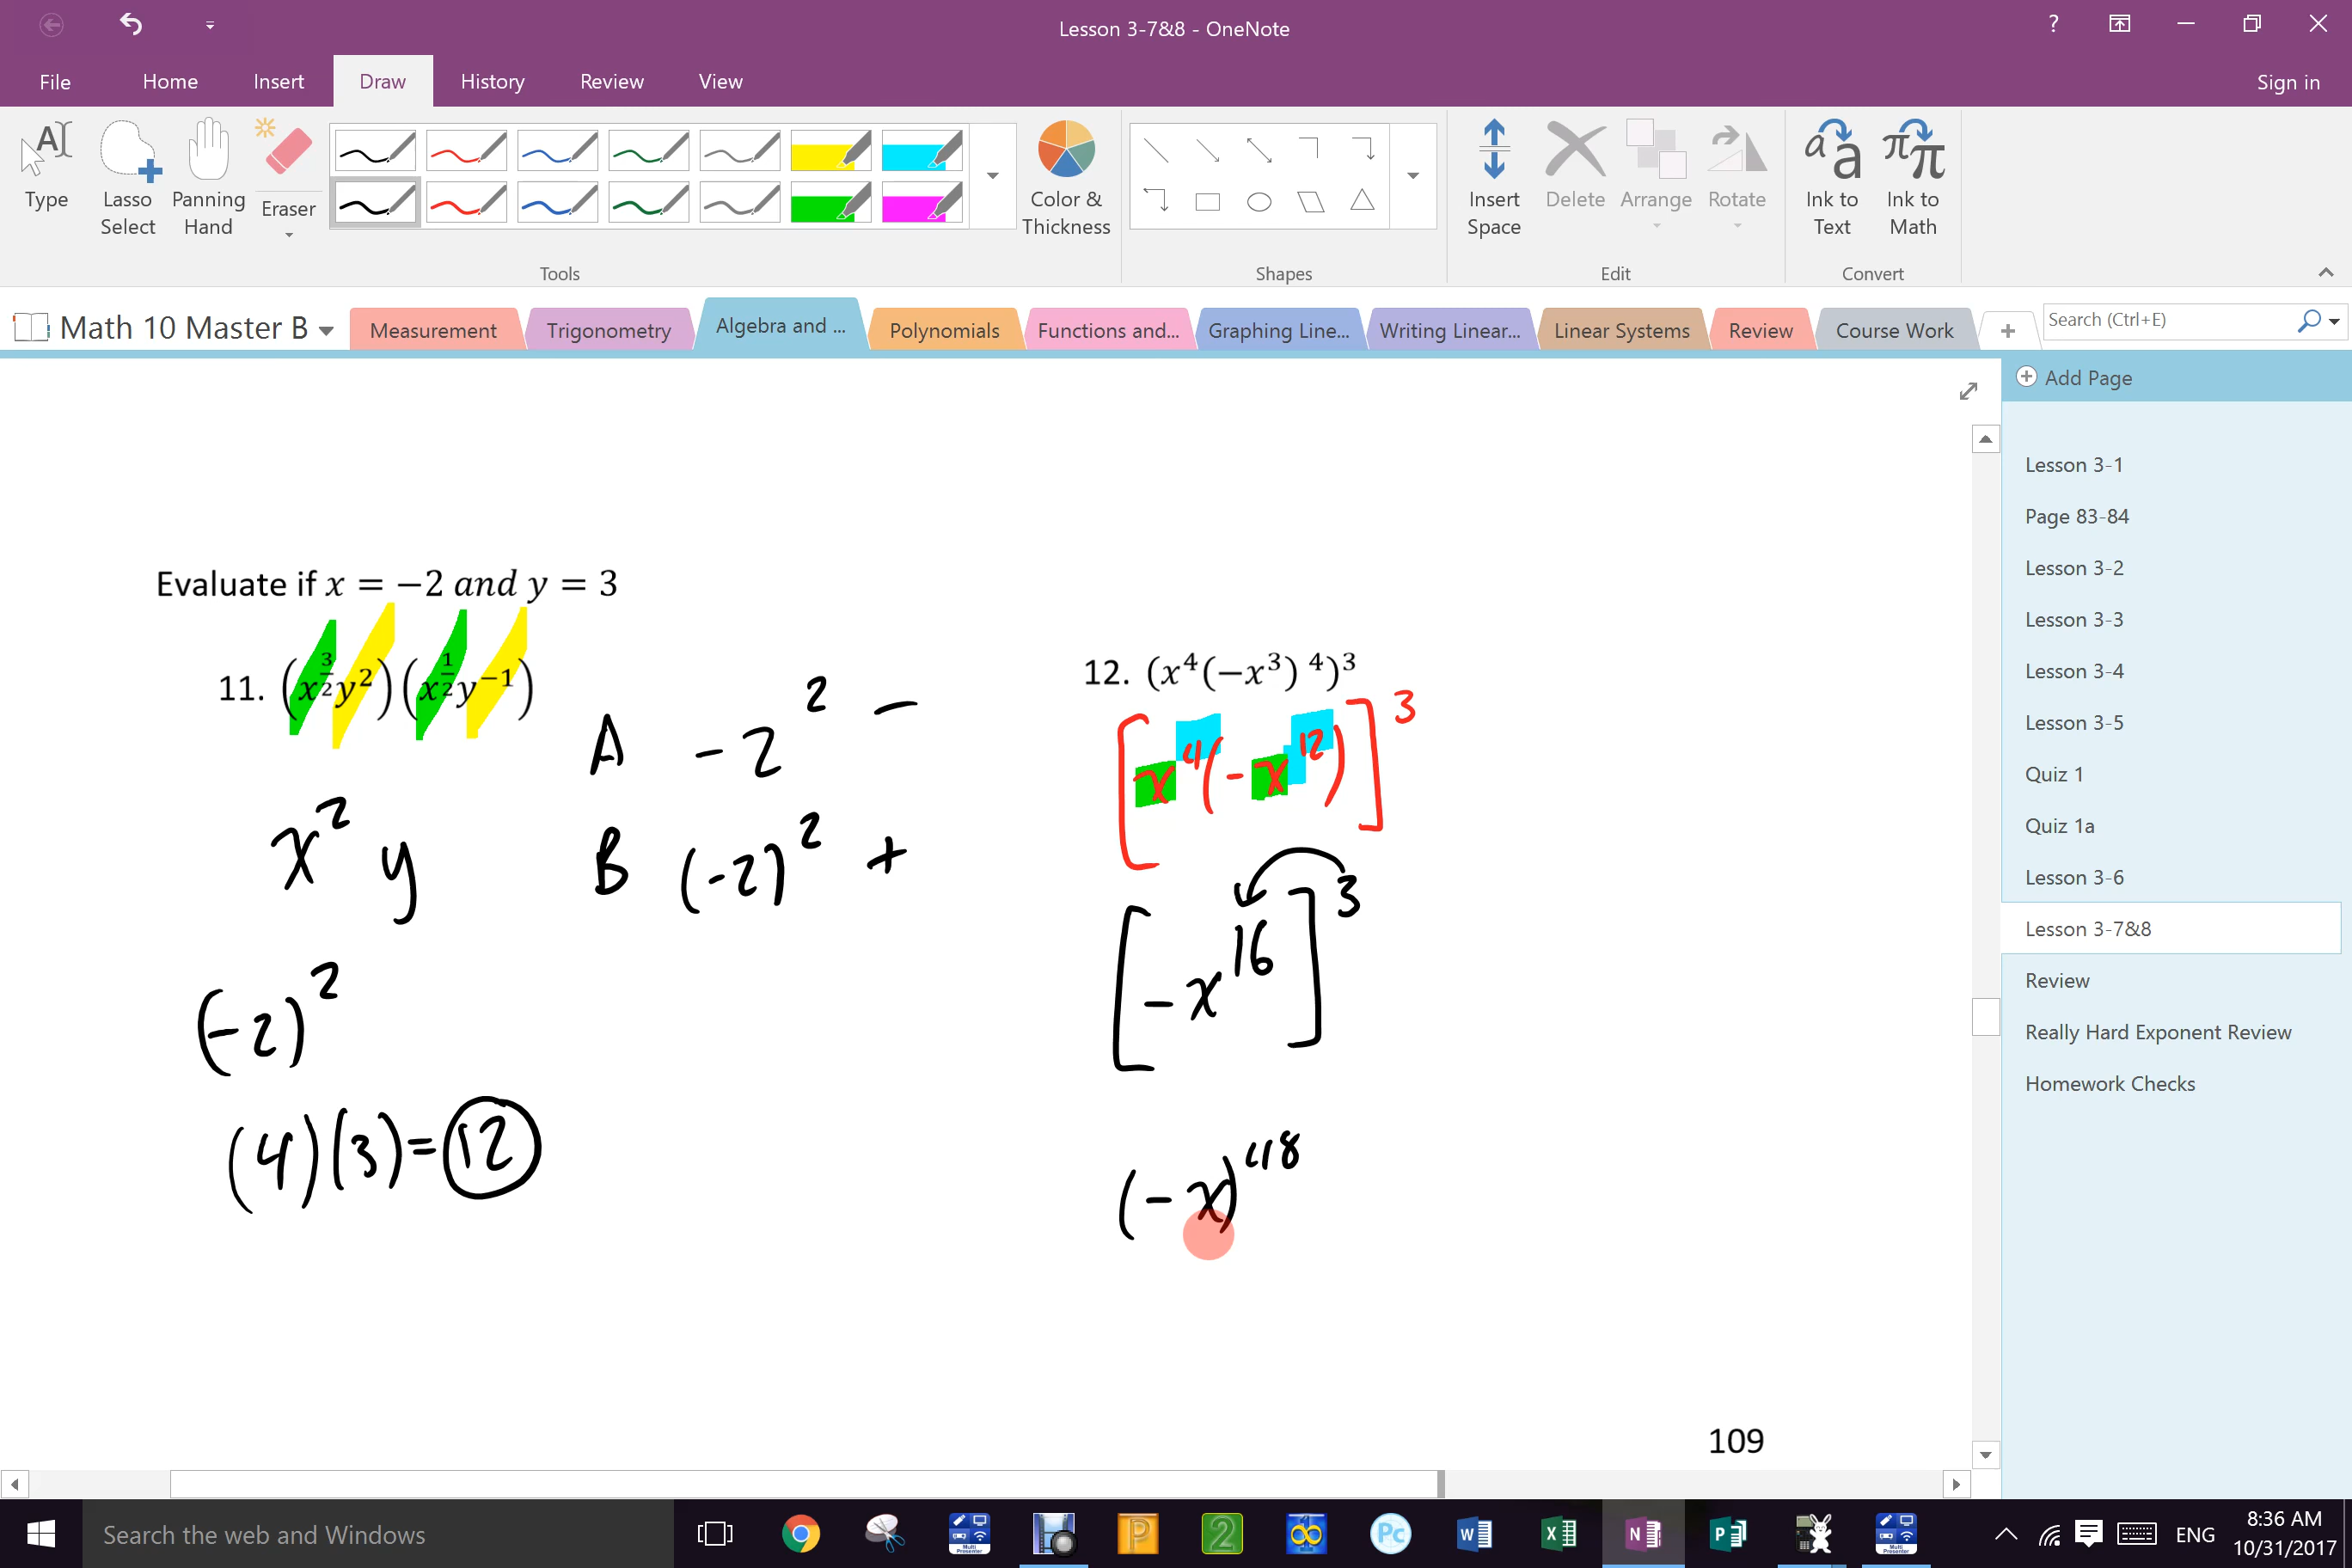 Lesson 3-7&8 - OneNote
?
File Home Insert Draw History Review View Sign in
Type
Lasso Select
Panning Hand
Eraser
Color & Thickness
Insert Space
Delete
Arrange
Rotate
Ink to Text
Ink to Math
Tools Shapes Edit Convert
Math 10 Master B
Measurement Trigonometry Algebra and ... Polynomials Functions and... Graphing Line... Writing Linear... Linear Systems Review Course Work +
Search (Ctrl+E)
Add Page
Lesson 3-1
Page 83-84
Lesson 3-2
Lesson 3-3
Lesson 3-4
Lesson 3-5
Quiz 1
Quiz 1a
Lesson 3-6
Lesson 3-7&8
Review
Really Hard Exponent Review
Homework Checks
Evaluate if x = −2 and y = 3
11. (x^(3/2) y^2)(x^(1/2) y^−1)
x^2 y
(-2)^2
(4)(3)=12
A -2^2 −
B (-2)^2 +
12. (x^4(−x^3)^4)^3
[x^4(-x^12)]^3
[-x^16]^3
(-x)^48
109
Search the web and Windows
ENG
8:36 AM
10/31/2017